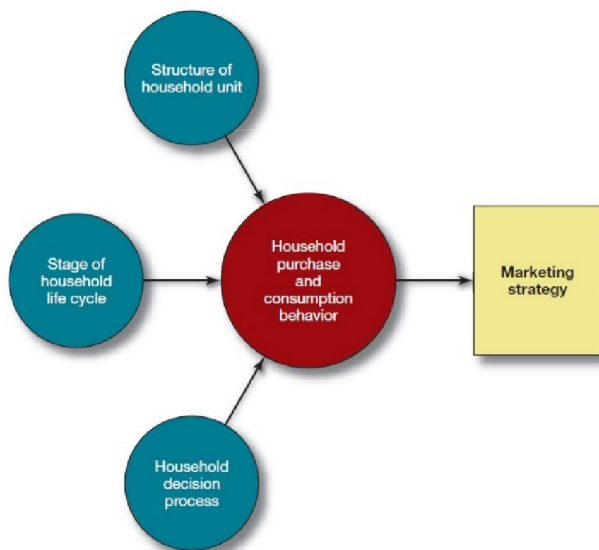 Structure of
household unit
Stage of
household
life cycle
Household
purchase
and
consumption
behavior
Marketing
strategy
Household
decision
process